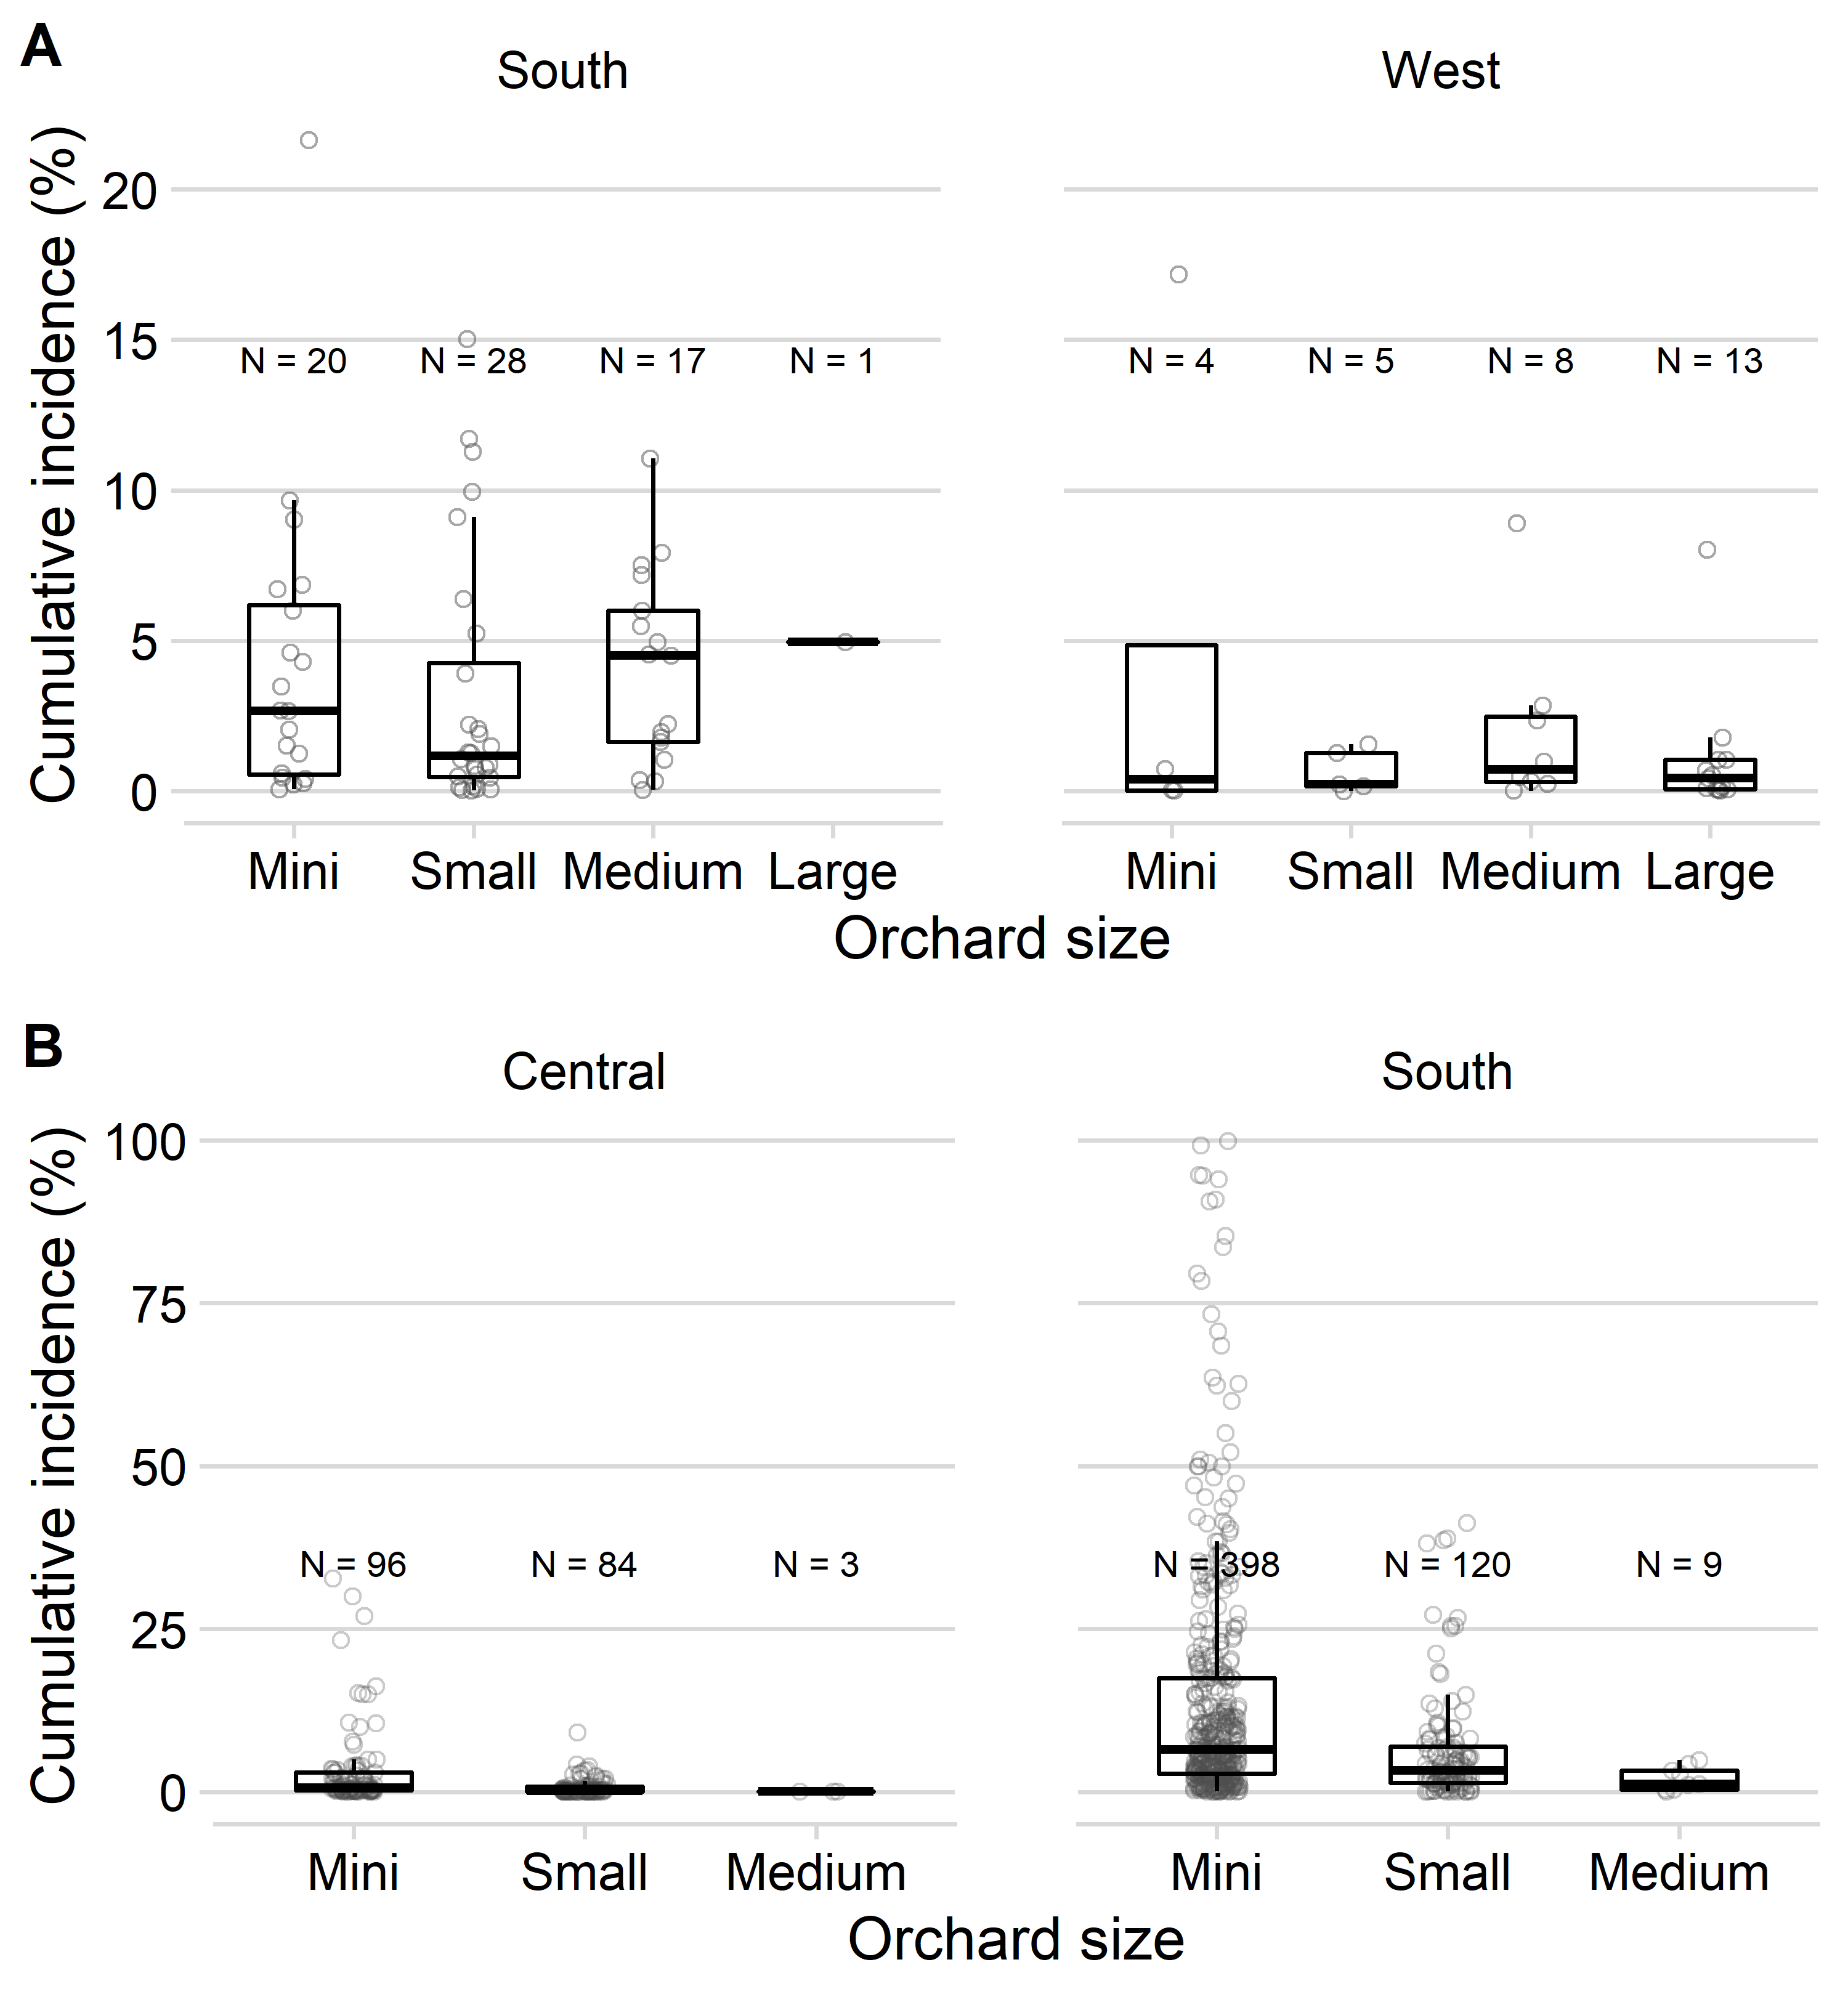 A
South
West
Cumulative incidence (%)
20
15
10
5
0
N = 20
N = 28
N = 17
N = 1
N = 4
N = 5
N = 8
N = 13
Mini
Small
Medium
Large
Mini
Small
Medium
Large
Orchard size
B
Central
South
Cumulative incidence (%)
100
75
50
25
0
N = 96
N = 84
N = 3
N = 398
N = 120
N = 9
Mini
Small
Medium
Mini
Small
Medium
Orchard size